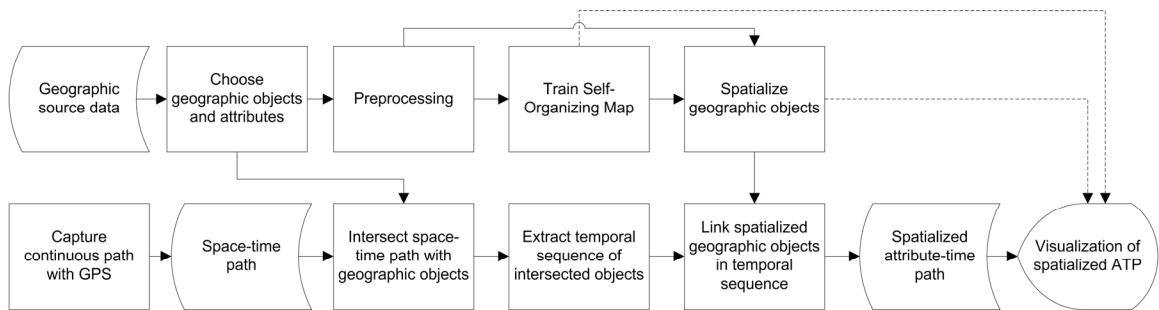 Geographic
source data
Choose
geographic objects
and attributes
Preprocessing
Train Self-
Organizing Map
Spatialize
geographic objects
Capture
continuous path
with GPS
Space-time
path
Intersect space-
time path with
geographic objects
Extract temporal
sequence of
intersected objects
Link spatialized
geographic objects
in temporal
sequence
Spatialized
attribute-time
path
Visualization of
spatialized ATP